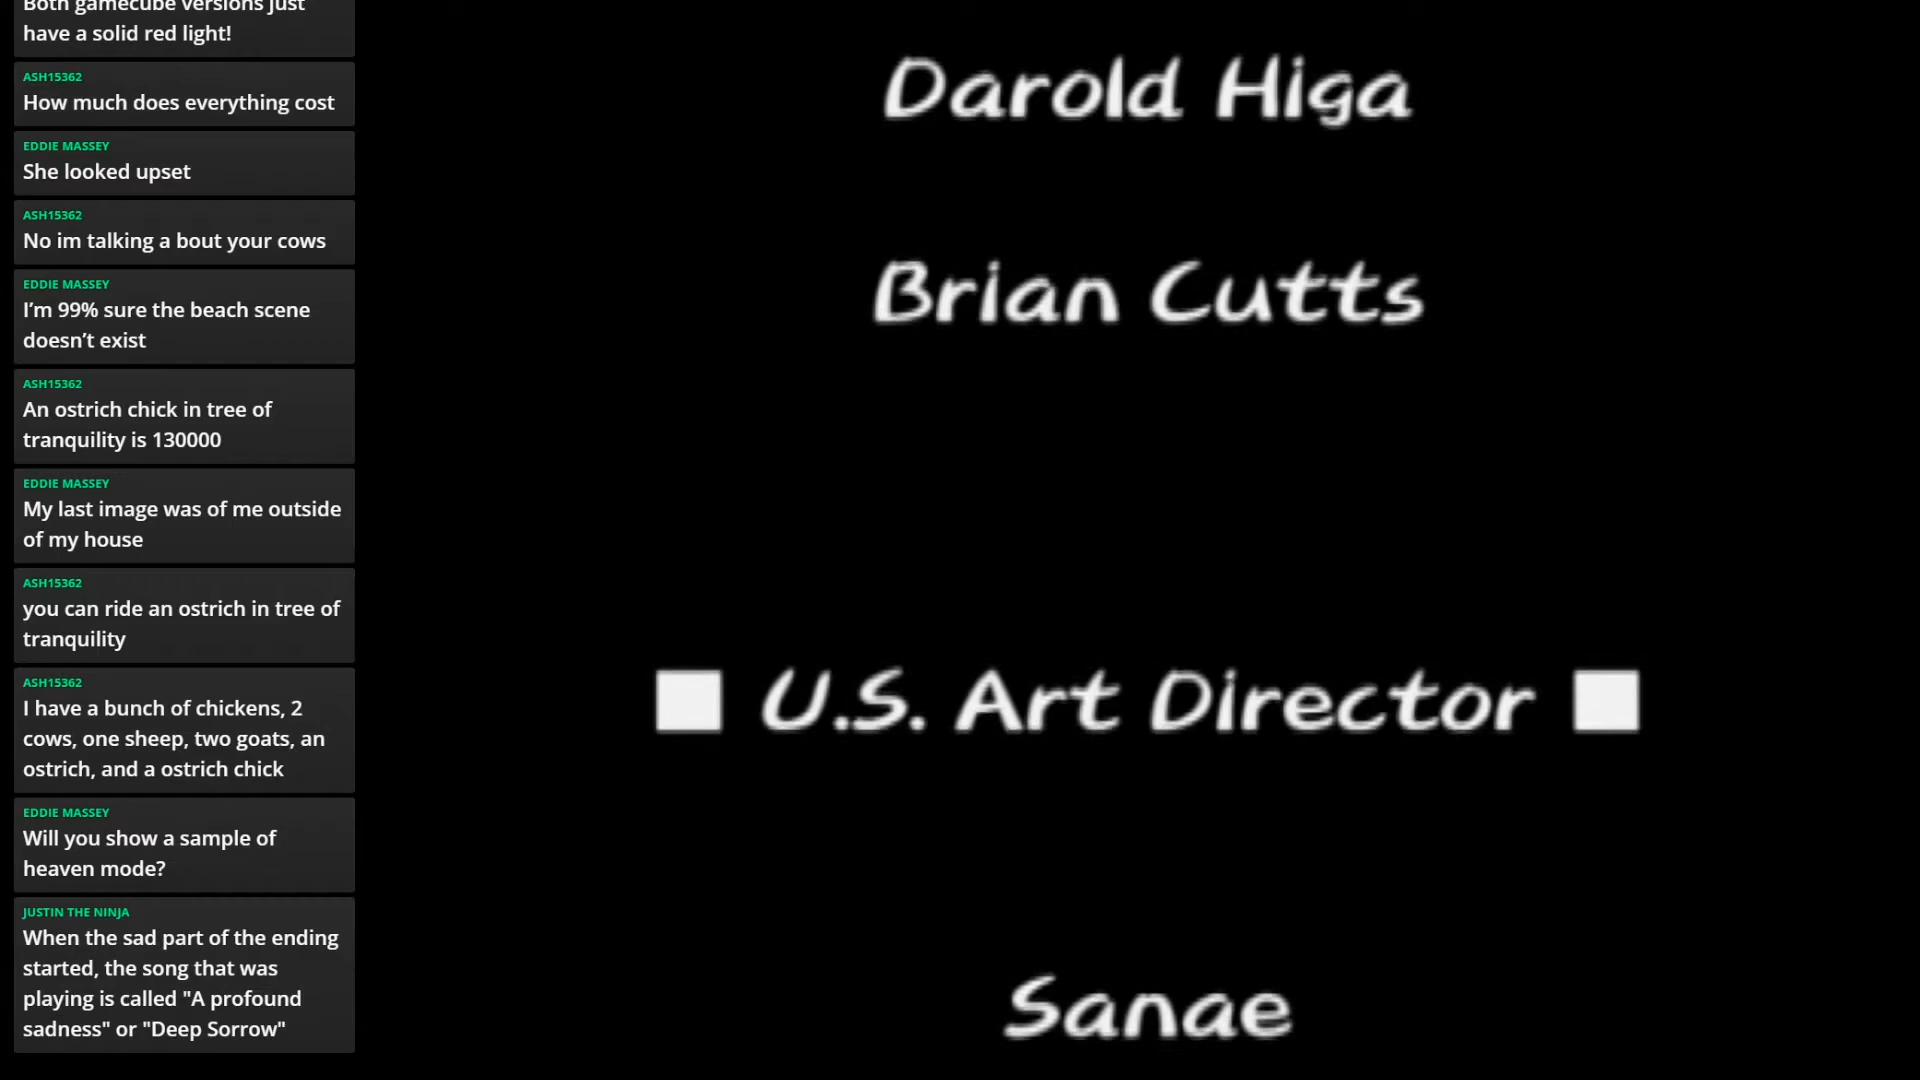 Both gamecube versions just
have a solid red light!
ASH15362
How much does everything cost
EDDIE MASSEY
She looked upset
ASH15362
No im talking a bout your cows
EDDIE MASSEY
I’m 99% sure the beach scene
doesn’t exist
ASH15362
An ostrich chick in tree of
tranquility is 130000
EDDIE MASSEY
My last image was of me outside
of my house
ASH15362
you can ride an ostrich in tree of
tranquility
ASH15362
I have a bunch of chickens, 2
cows, one sheep, two goats, an
ostrich, and a ostrich chick
EDDIE MASSEY
Will you show a sample of
heaven mode?
JUSTIN THE NINJA
When the sad part of the ending
started, the song that was
playing is called "A profound
sadness" or "Deep Sorrow"
Darold Higa
Brian Cutts
■ U.S. Art Director ■
Sanae